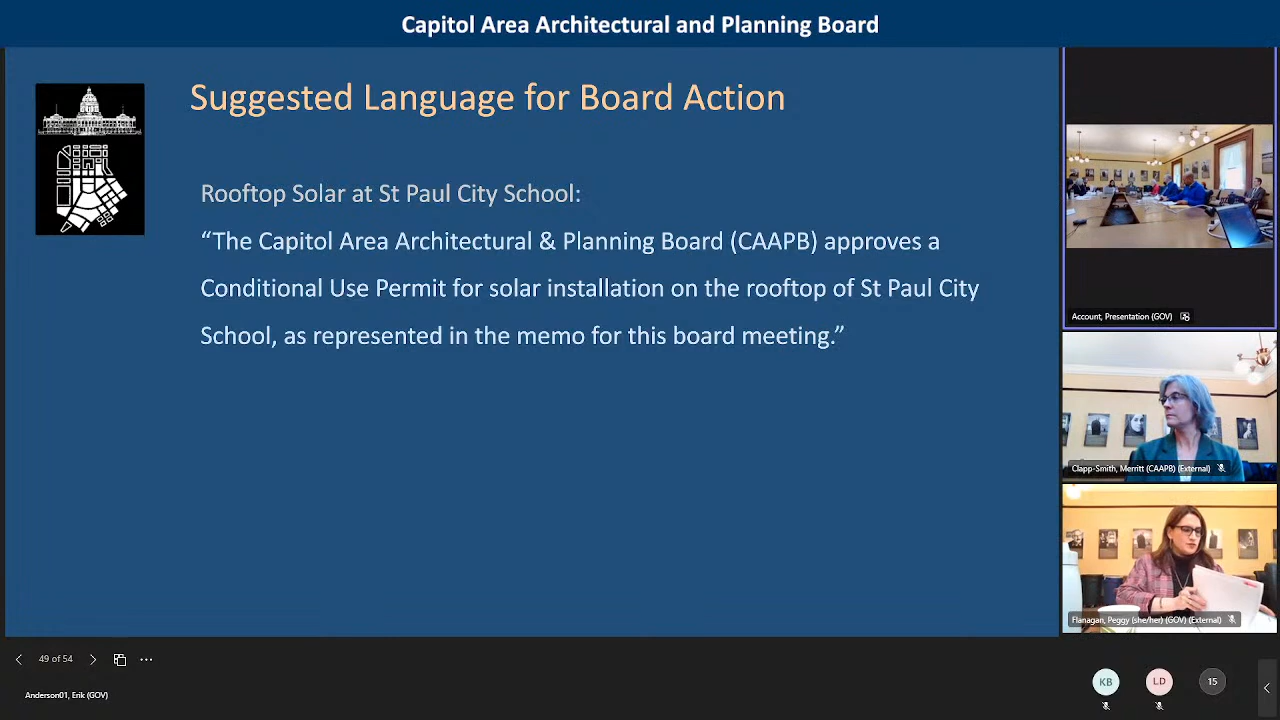 Capitol Area Architectural and Planning Board
Suggested Language for Board Action
Rooftop Solar at St Paul City School:
“The Capitol Area Architectural & Planning Board (CAAPB) approves a
Conditional Use Permit for solar installation on the rooftop of St Paul City
School, as represented in the memo for this board meeting.”
Account, Presentation (GOV)
Clapp-Smith, Merritt (CAAPB) (External)
Flanagan, Peggy (she/her) (GOV) (External)
49 of 54
Anderson01, Erik (GOV)
KB
LD
15